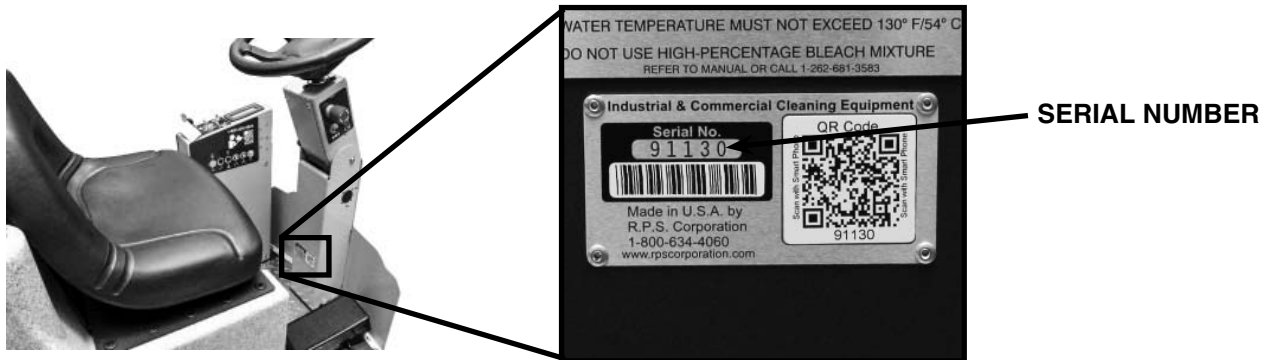 WATER TEMPERATURE MUST NOT EXCEED 130° F/54° C
DO NOT USE HIGH-PERCENTAGE BLEACH MIXTURE
REFER TO MANUAL OR CALL 1-262-681-3583
Industrial & Commercial Cleaning Equipment
Serial No.
91130
Made in U.S.A. by
R.P.S. Corporation
1-800-634-4060
www.rpscorporation.com
QR Code
Scan with Smart Phone
Scan with Smart Phone
91130
SERIAL NUMBER